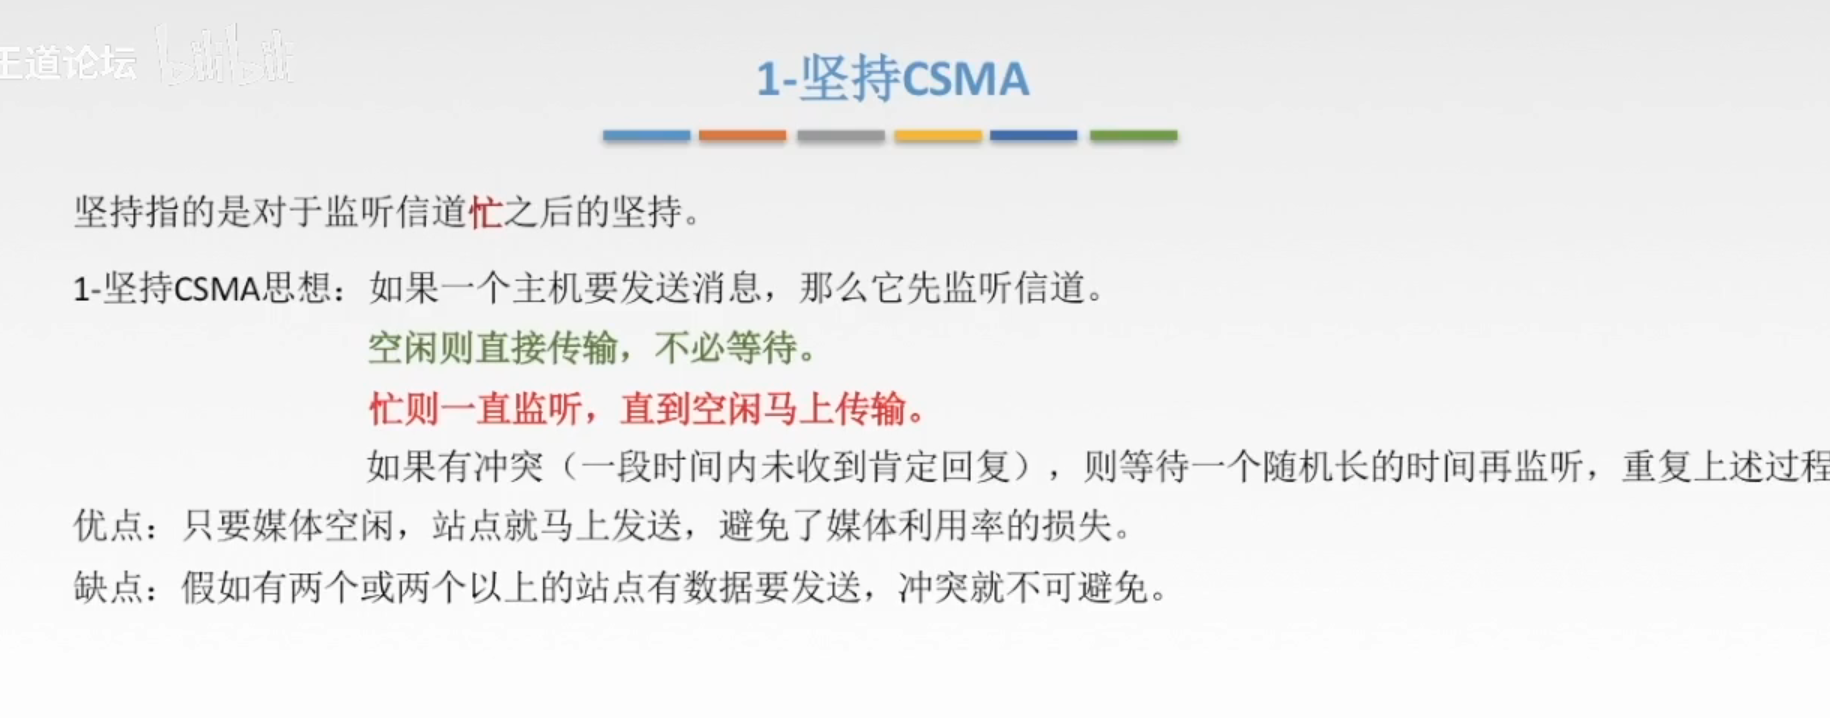 王道论坛 bilibili
1-坚持CSMA
坚持指的是对于监听信道忙之后的坚持。
1-坚持CSMA思想：如果一个主机要发送消息，那么它先监听信道。
空闲则直接传输，不必等待。
忙则一直监听，直到空闲马上传输。
如果有冲突（一段时间内未收到肯定回复），则等待一个随机长的时间再监听，重复上述过程
优点：只要媒体空闲，站点就马上发送，避免了媒体利用率的损失。
缺点：假如有两个或两个以上的站点有数据要发送，冲突就不可避免。